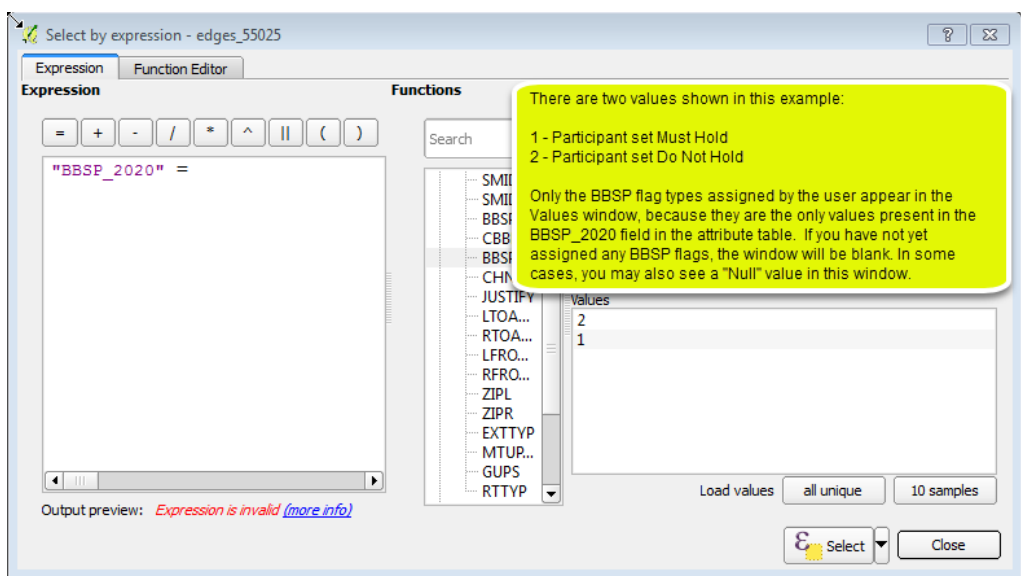 Select by expression - edges_55025
Expression
Function Editor
Expression
Functions
= + - / * ^ || ( )
Search
"BBSP_2020" =
There are two values shown in this example:
1 - Participant set Must Hold
2 - Participant set Do Not Hold
Only the BBSP flag types assigned by the user appear in the
Values window, because they are the only values present in the
BBSP_2020 field in the attribute table. If you have not yet
assigned any BBSP flags, the window will be blank. In some
cases, you may also see a "Null" value in this window.
CBB
CHN
JUSTIFY
LTOA...
RTOA...
LFRO...
RFRO...
ZIPL
ZIPR
EXTTYP
MTUP...
GUPS
RTTYP
Values
2
1
Load values all unique 10 samples
Output preview: Expression is invalid (more info)
ε Select Close